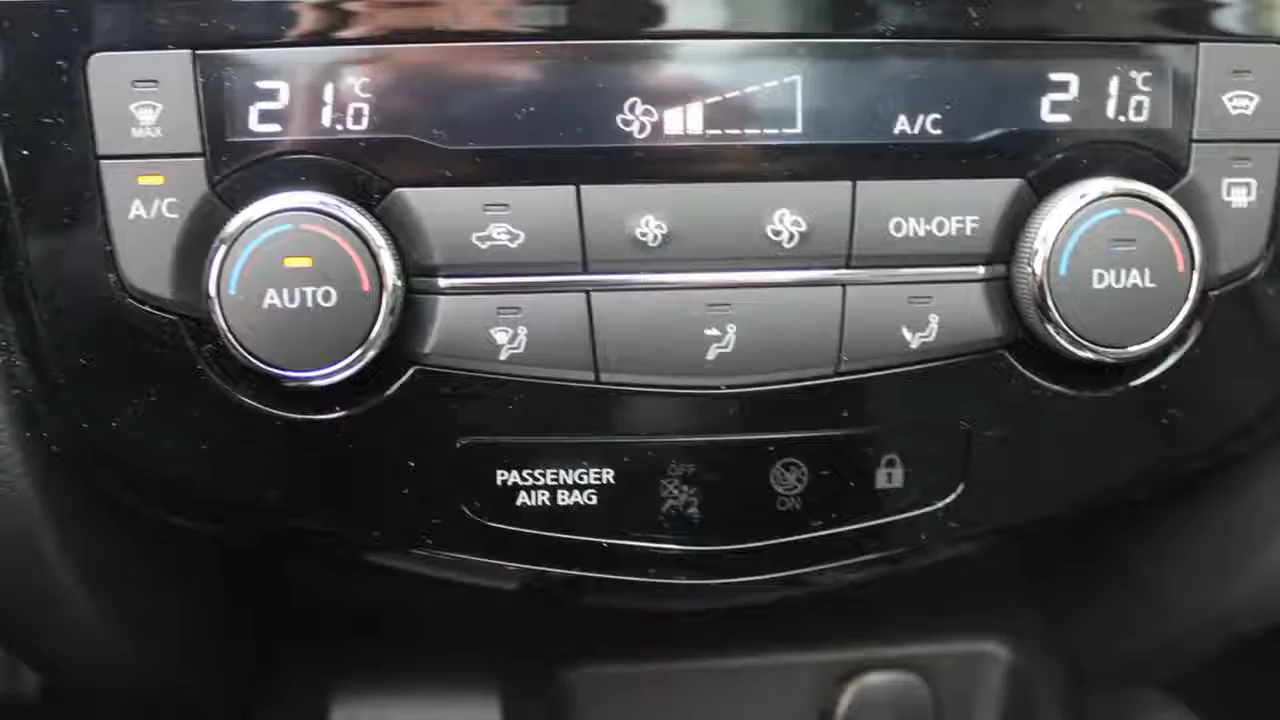 21.0 °C
A/C
21.0 °C
MAX
A/C
AUTO
ON·OFF
DUAL
PASSENGER
AIR BAG
OFF
ON